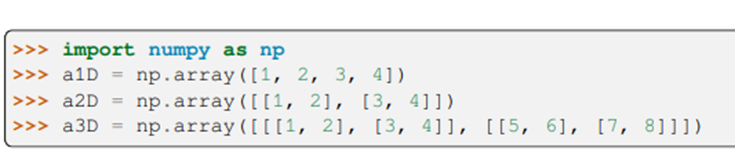 >>> import numpy as np
>>> a1D = np.array([1, 2, 3, 4])
>>> a2D = np.array([[1, 2], [3, 4]])
>>> a3D = np.array([[[1, 2], [3, 4]], [[5, 6], [7, 8]]])